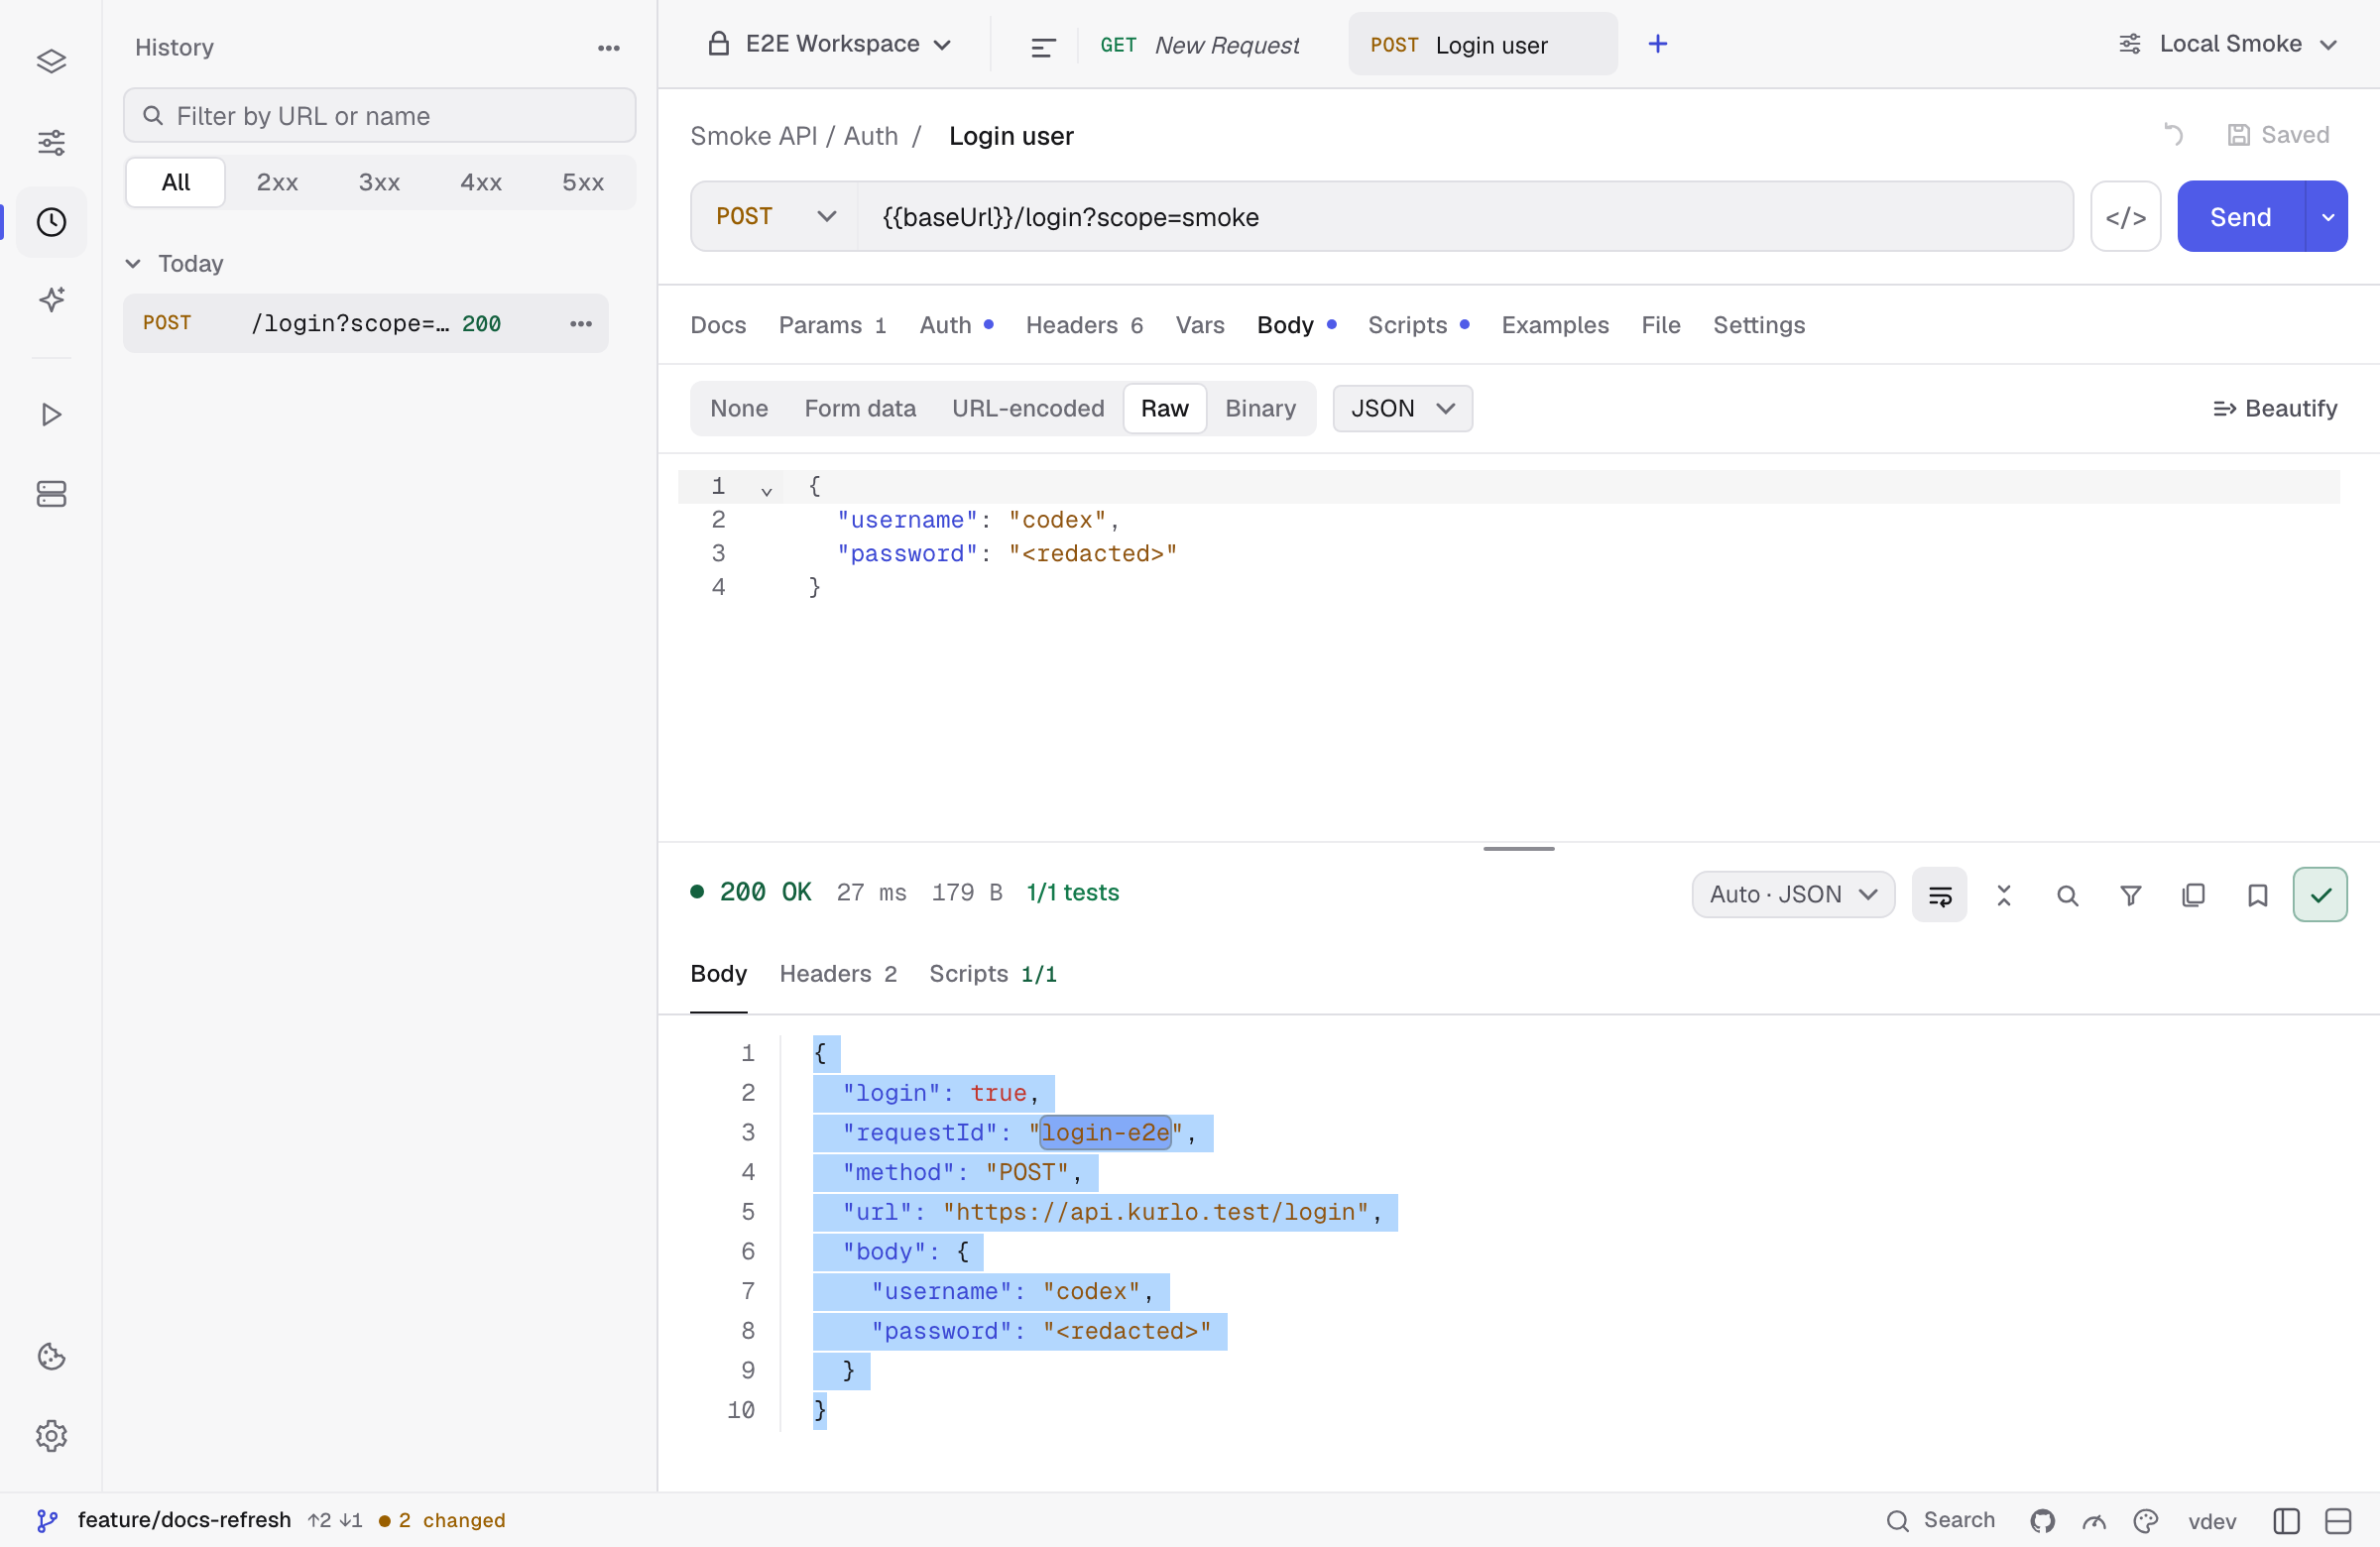 History
Filter by URL or name
All 2xx 3xx 4xx 5xx
Today
POST /login?scope=… 200
E2E Workspace
GET New Request
POST Login user
Local Smoke
Smoke API / Auth / Login user
Saved
POST {{baseUrl}}/login?scope=smoke
</> Send
Docs Params 1 Auth Headers 6 Vars Body Scripts Examples File Settings
None Form data URL-encoded Raw Binary JSON Beautify
1 {
2 "username": "codex",
3 "password": "<redacted>"
4 }
200 OK 27 ms 179 B 1/1 tests
Auto · JSON
Body Headers 2 Scripts 1/1
1 {
2 "login": true,
3 "requestId": "login-e2e",
4 "method": "POST",
5 "url": "https://api.kurlo.test/login",
6 "body": {
7 "username": "codex",
8 "password": "<redacted>"
9 }
10 }
feature/docs-refresh ↑2 ↓1 2 changed
Search vdev